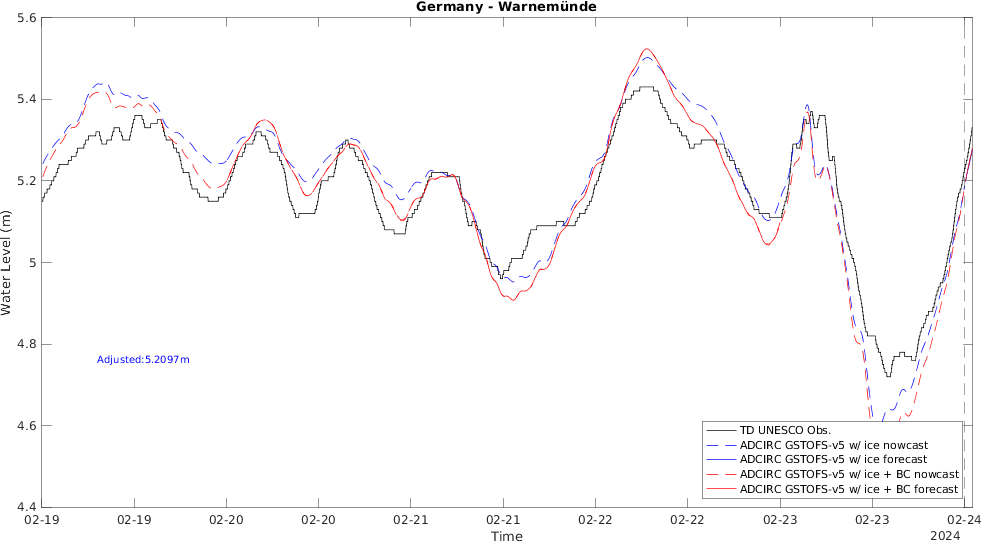 Germany - Warnemünde
5.6
5.4
5.2
5
4.8
4.6
4.4
Water Level (m)
Adjusted:5.2097m
TD UNESCO Obs.
ADCIRC GSTOFS-v5 w/ ice nowcast
ADCIRC GSTOFS-v5 w/ ice forecast
ADCIRC GSTOFS-v5 w/ ice + BC nowcast
ADCIRC GSTOFS-v5 w/ ice + BC forecast
02-19 02-19 02-20 02-20 02-21 02-21 02-22 02-22 02-23 02-23 02-24
Time
2024